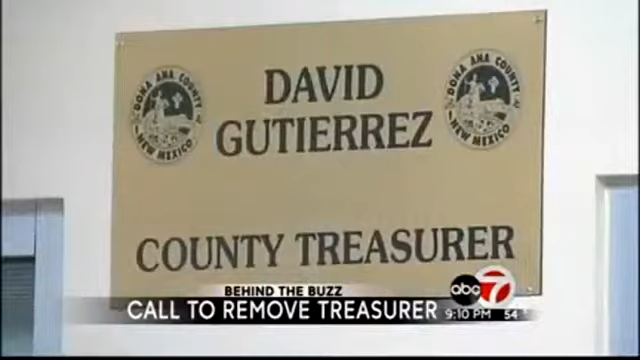 DAVID
GUTIERREZ
DONA ANA COUNTY
NEW MEXICO
DONA ANA COUNTY
NEW MEXICO
COUNTY TREASURER
BEHIND THE BUZZ
CALL TO REMOVE TREASURER
abc 7
9:10 PM 54